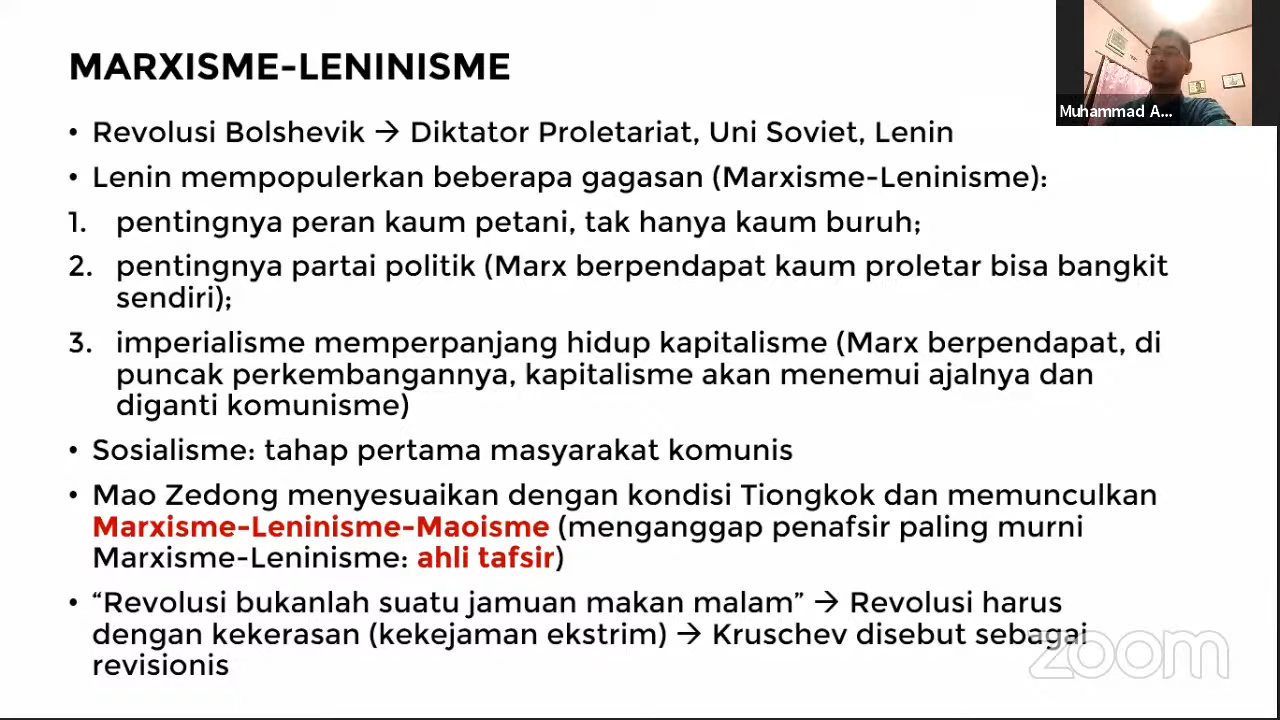 MARXISME-LENINISME
Muhammad A...
• Revolusi Bolshevik → Diktator Proletariat, Uni Soviet, Lenin
• Lenin mempopulerkan beberapa gagasan (Marxisme-Leninisme):
1. pentingnya peran kaum petani, tak hanya kaum buruh;
2. pentingnya partai politik (Marx berpendapat kaum proletar bisa bangkit
sendiri);
3. imperialisme memperpanjang hidup kapitalisme (Marx berpendapat, di
puncak perkembangannya, kapitalisme akan menemui ajalnya dan
diganti komunisme)
• Sosialisme: tahap pertama masyarakat komunis
• Mao Zedong menyesuaikan dengan kondisi Tiongkok dan memunculkan
Marxisme-Leninisme-Maoisme (menganggap penafsir paling murni
Marxisme-Leninisme: ahli tafsir)
• “Revolusi bukanlah suatu jamuan makan malam” → Revolusi harus
dengan kekerasan (kekejaman ekstrim) → Kruschev disebut sebagai
revisionis
zoom